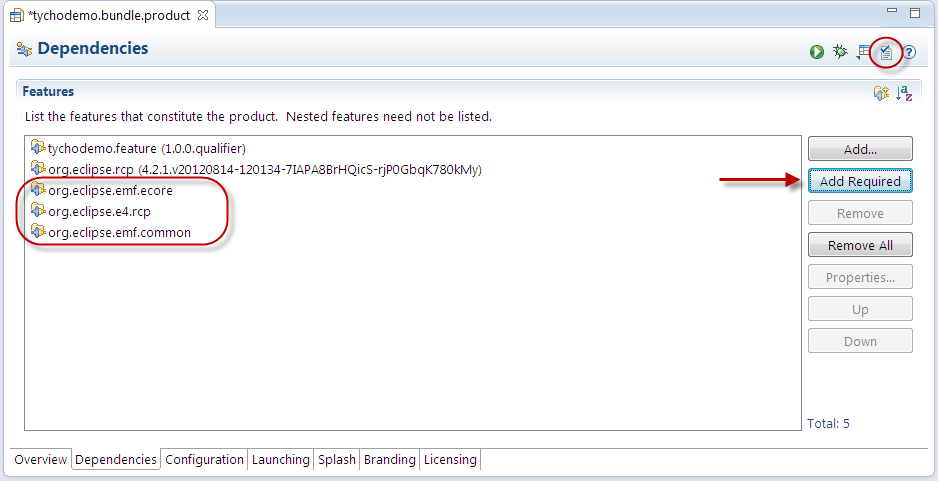 *tychodemo.bundle.product
Dependencies
Features
List the features that constitute the product. Nested features need not be listed.
tychodemo.feature (1.0.0.qualifier)
org.eclipse.rcp (4.2.1.v20120814-120134-7IAPA8BrHQicS-rjP0GbqK780kMy)
org.eclipse.emf.ecore
org.eclipse.e4.rcp
org.eclipse.emf.common
Add...
Add Required
Remove
Remove All
Properties...
Up
Down
Total: 5
Overview Dependencies Configuration Launching Splash Branding Licensing